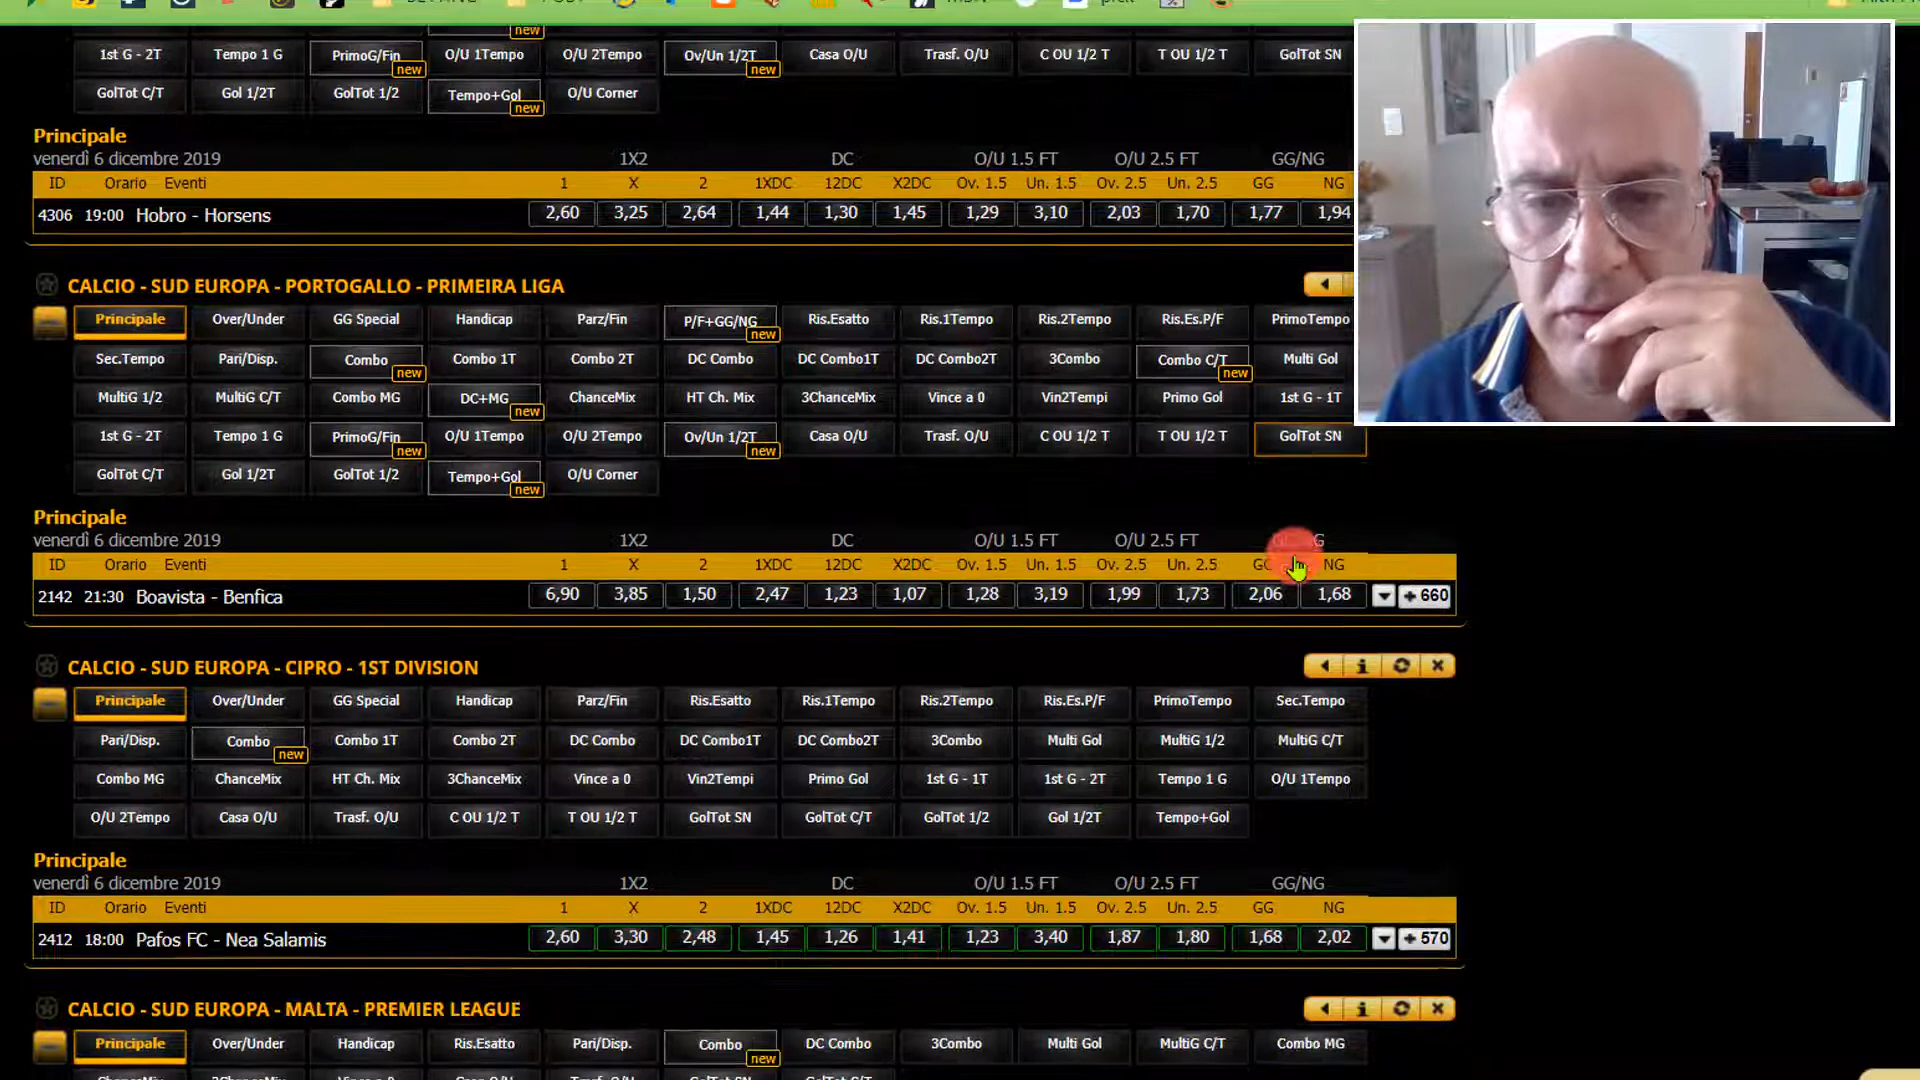 new
1st G - 2T Tempo 1 G PrimoG/Fin new O/U 1Tempo O/U 2Tempo Ov/Un 1/2T new Casa O/U Trasf. O/U C OU 1/2 T T OU 1/2 T GolTot SN
GolTot C/T Gol 1/2T GolTot 1/2 Tempo+Gol new O/U Corner
Principale
venerdì 6 dicembre 2019 1X2 DC O/U 1.5 FT O/U 2.5 FT GG/NG
ID Orario Eventi 1 X 2 1XDC 12DC X2DC Ov. 1.5 Un. 1.5 Ov. 2.5 Un. 2.5 GG NG
4306 19:00 Hobro - Horsens 2,60 3,25 2,64 1,44 1,30 1,45 1,29 3,10 2,03 1,70 1,77 1,94
CALCIO - SUD EUROPA - PORTOGALLO - PRIMEIRA LIGA
Principale Over/Under GG Special Handicap Parz/Fin P/F+GG/NG new Ris.Esatto Ris.1Tempo Ris.2Tempo Ris.Es.P/F PrimoTempo
Sec.Tempo Pari/Disp. Combo new Combo 1T Combo 2T DC Combo DC Combo1T DC Combo2T 3Combo Combo C/T new Multi Gol
MultiG 1/2 MultiG C/T Combo MG DC+MG new ChanceMix HT Ch. Mix 3ChanceMix Vince a 0 Vin2Tempi Primo Gol 1st G - 1T
1st G - 2T Tempo 1 G PrimoG/Fin new O/U 1Tempo O/U 2Tempo Ov/Un 1/2T new Casa O/U Trasf. O/U C OU 1/2 T T OU 1/2 T GolTot SN
GolTot C/T Gol 1/2T GolTot 1/2 Tempo+Gol new O/U Corner
Principale
venerdì 6 dicembre 2019 1X2 DC O/U 1.5 FT O/U 2.5 FT
ID Orario Eventi 1 X 2 1XDC 12DC X2DC Ov. 1.5 Un. 1.5 Ov. 2.5 Un. 2.5 GG NG
2142 21:30 Boavista - Benfica 6,90 3,85 1,50 2,47 1,23 1,07 1,28 3,19 1,99 1,73 2,06 1,68 +660
CALCIO - SUD EUROPA - CIPRO - 1ST DIVISION
Principale Over/Under GG Special Handicap Parz/Fin Ris.Esatto Ris.1Tempo Ris.2Tempo Ris.Es.P/F PrimoTempo Sec.Tempo
Pari/Disp. Combo new Combo 1T Combo 2T DC Combo DC Combo1T DC Combo2T 3Combo Multi Gol MultiG 1/2 MultiG C/T
Combo MG ChanceMix HT Ch. Mix 3ChanceMix Vince a 0 Vin2Tempi Primo Gol 1st G - 1T 1st G - 2T Tempo 1 G O/U 1Tempo
O/U 2Tempo Casa O/U Trasf. O/U C OU 1/2 T T OU 1/2 T GolTot SN GolTot C/T GolTot 1/2 Gol 1/2T Tempo+Gol
Principale
venerdì 6 dicembre 2019 1X2 DC O/U 1.5 FT O/U 2.5 FT GG/NG
ID Orario Eventi 1 X 2 1XDC 12DC X2DC Ov. 1.5 Un. 1.5 Ov. 2.5 Un. 2.5 GG NG
2412 18:00 Pafos FC - Nea Salamis 2,60 3,30 2,48 1,45 1,26 1,41 1,23 3,40 1,87 1,80 1,68 2,02 +570
CALCIO - SUD EUROPA - MALTA - PREMIER LEAGUE
Principale Over/Under Handicap Ris.Esatto Pari/Disp. Combo new DC Combo 3Combo Multi Gol MultiG C/T Combo MG